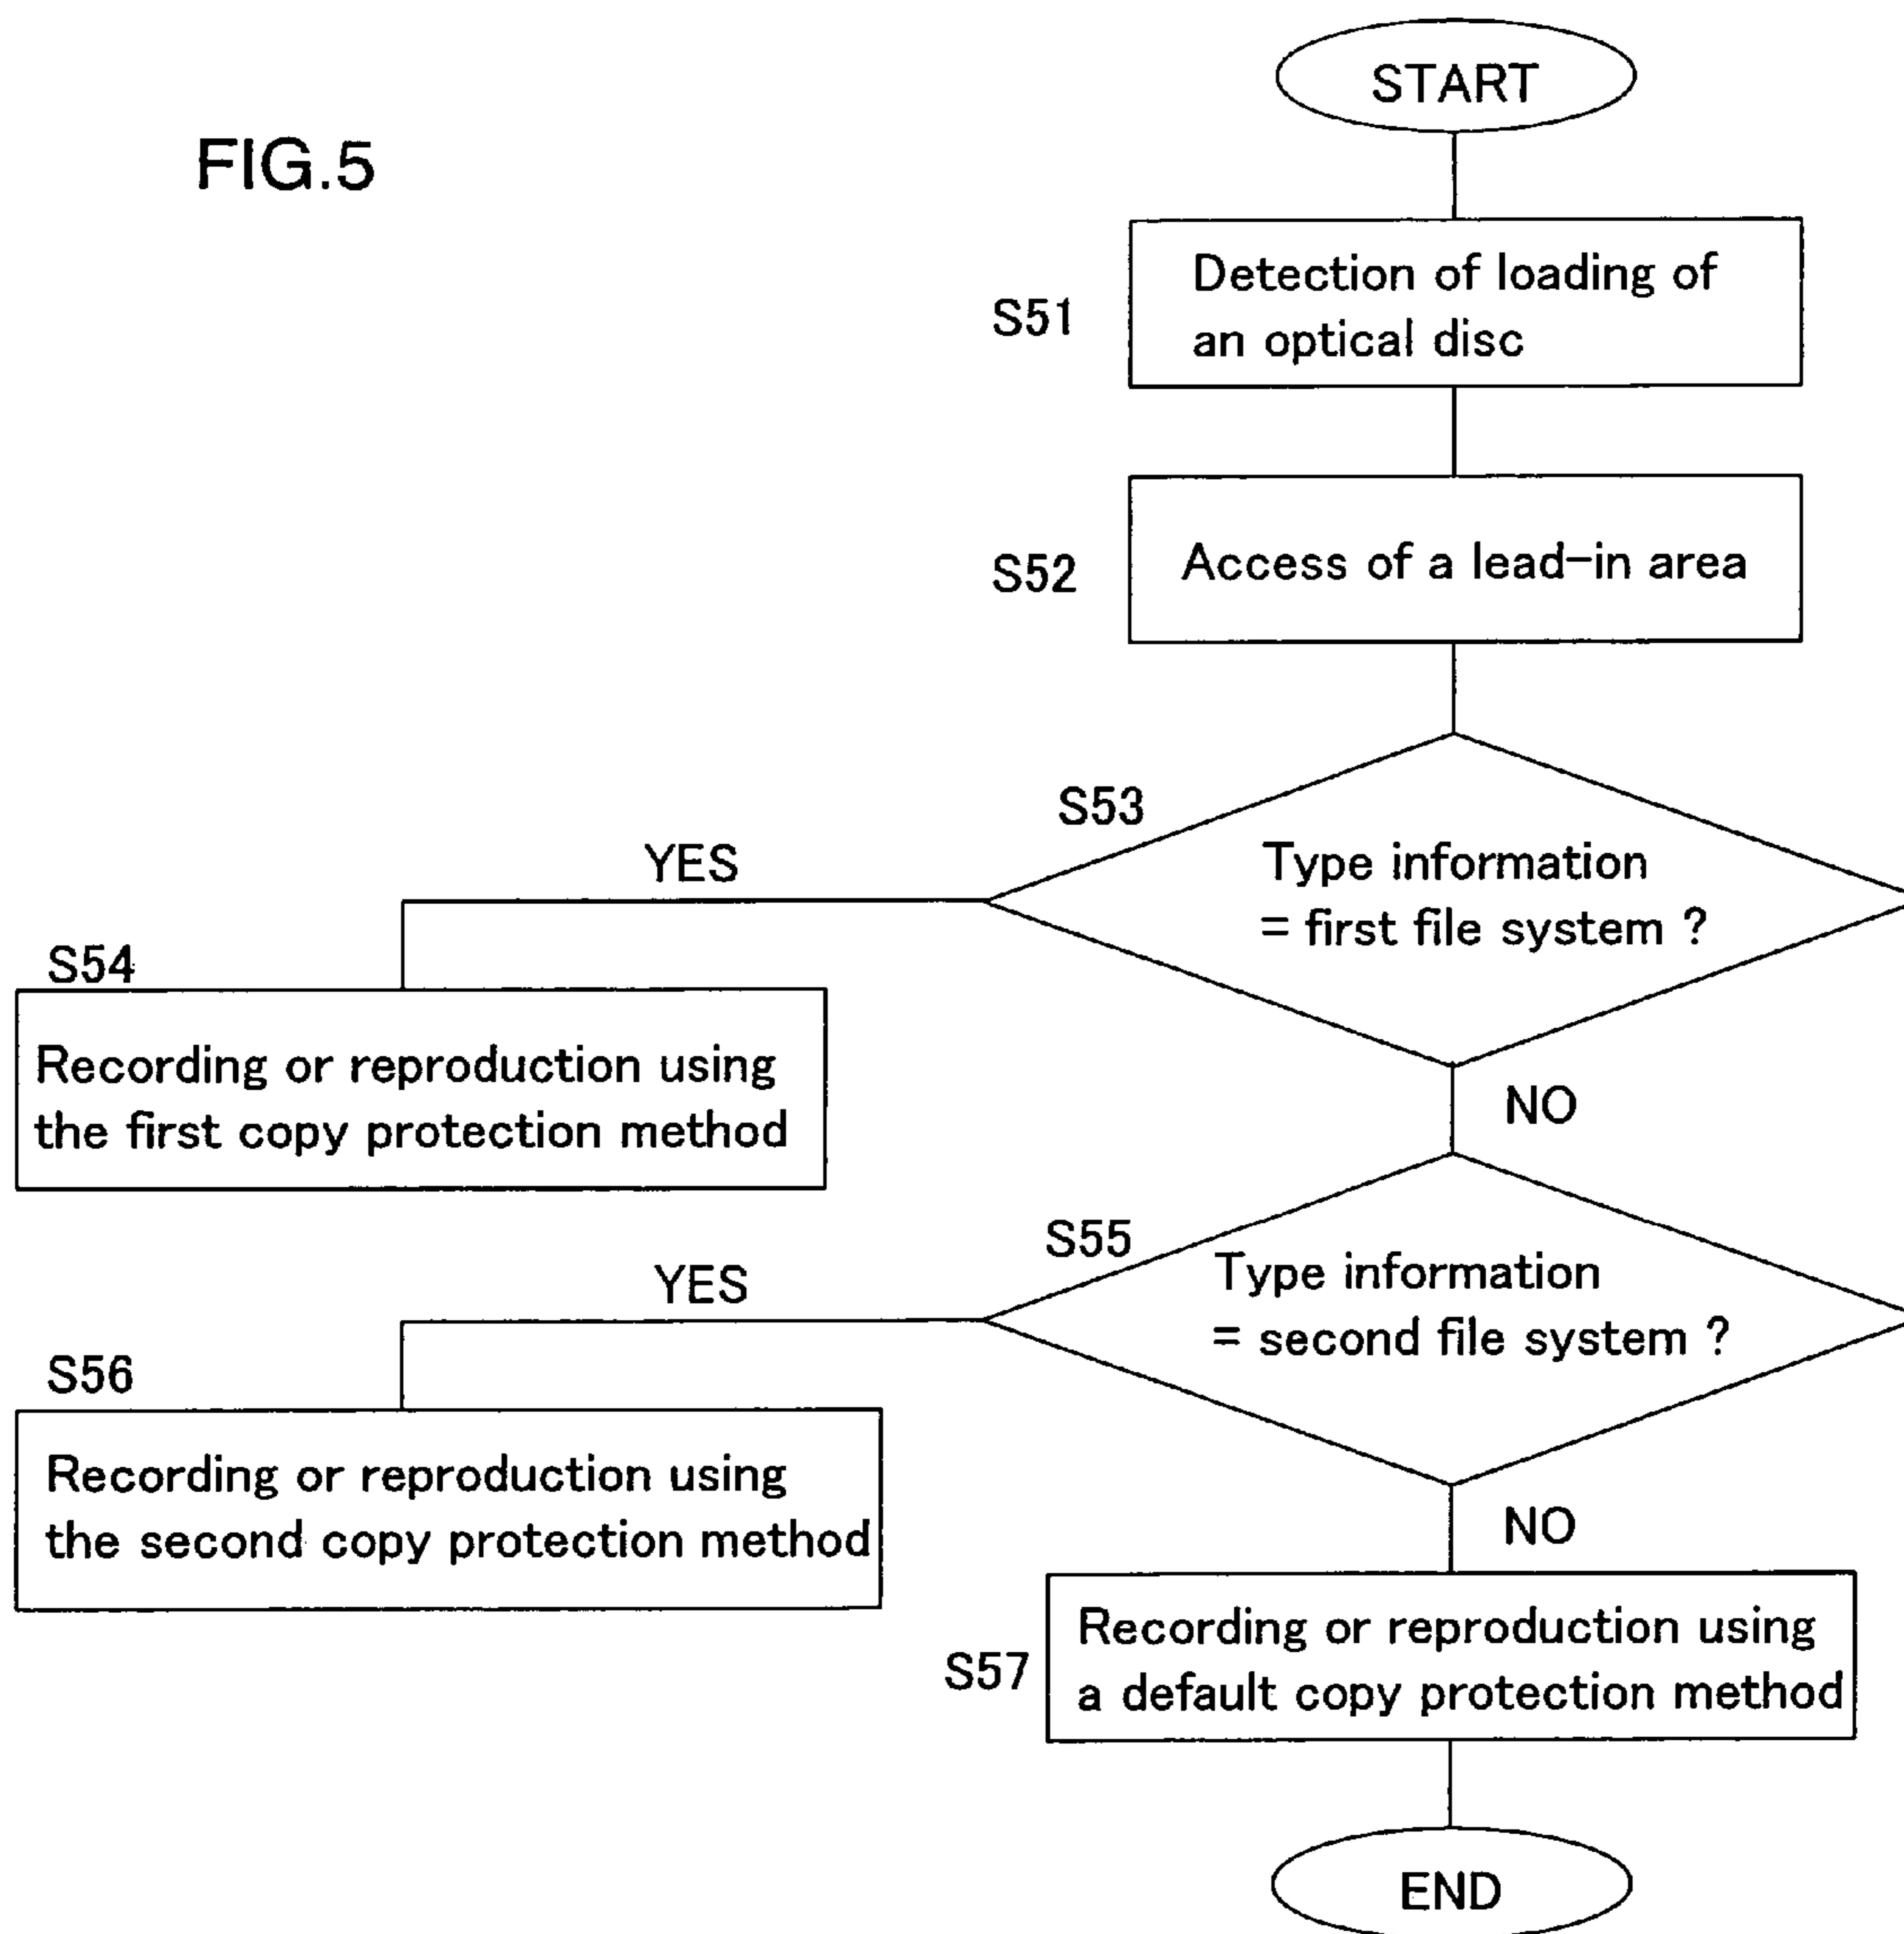 FIG.5
START
S51
Detection of loading of
an optical disc
S52
Access of a lead-in area
S53
Type information
= first file system ?
YES
NO
S54
Recording or reproduction using
the first copy protection method
S55
Type information
= second file system ?
YES
NO
S56
Recording or reproduction using
the second copy protection method
S57
Recording or reproduction using
a default copy protection method
END